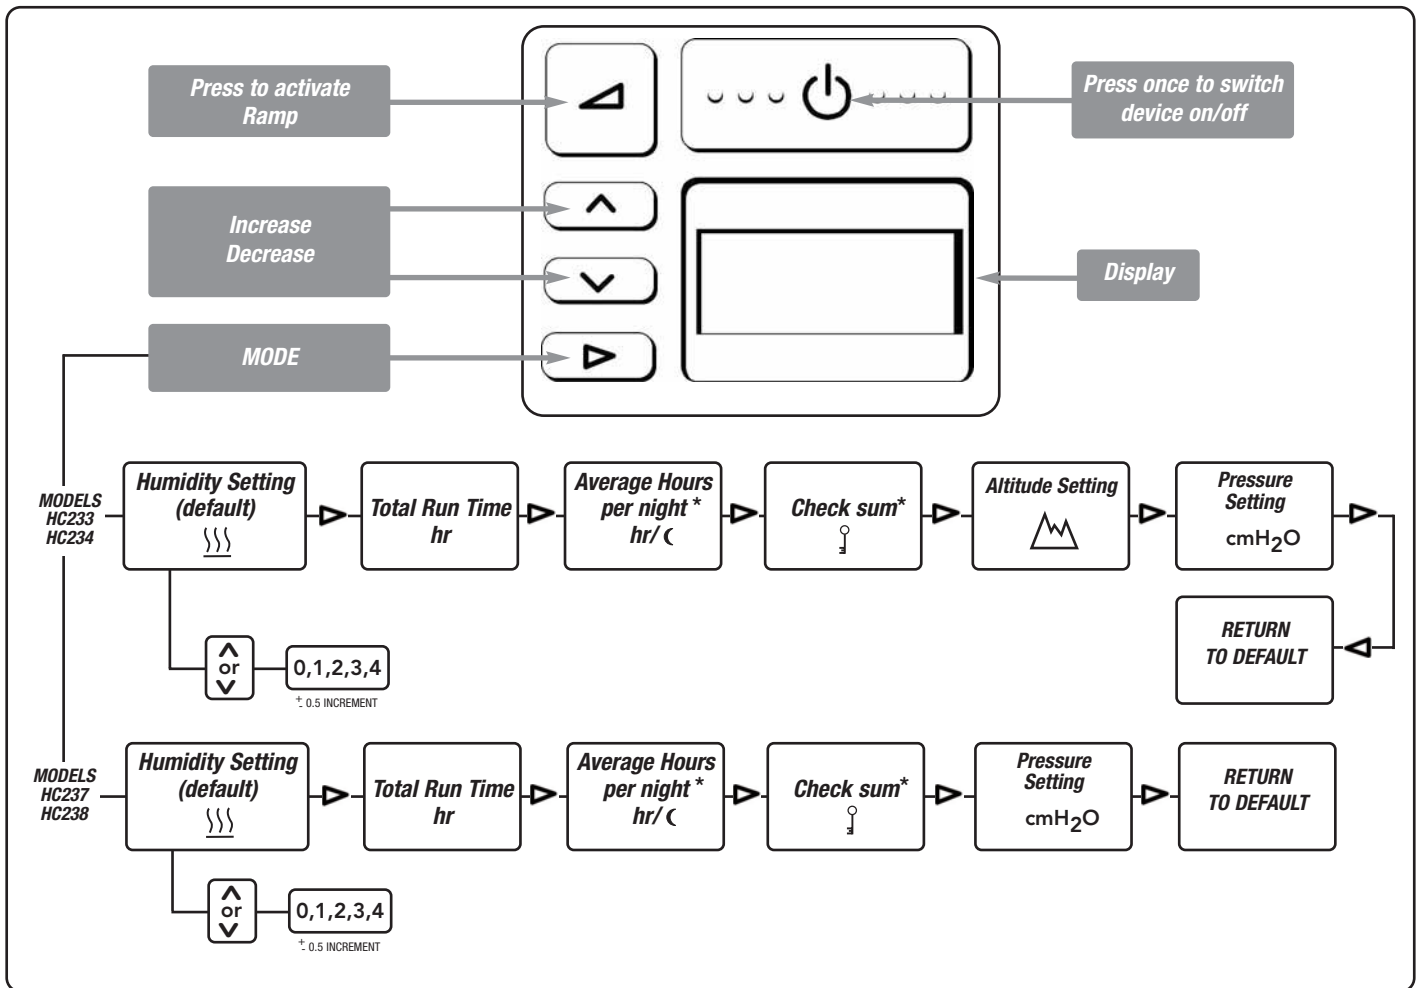 Press to activate
Ramp
Press once to switch
device on/off
Increase
Decrease
Display
MODE
MODELS
HC233
HC234
Humidity Setting
(default)
Total Run Time
hr
Average Hours
per night *
hr/
Check sum*
Altitude Setting
Pressure
Setting
cmH2O
RETURN
TO DEFAULT
or
0,1,2,3,4
+- 0.5 INCREMENT
MODELS
HC237
HC238
Humidity Setting
(default)
Total Run Time
hr
Average Hours
per night *
hr/
Check sum*
Pressure
Setting
cmH2O
RETURN
TO DEFAULT
or
0,1,2,3,4
+- 0.5 INCREMENT